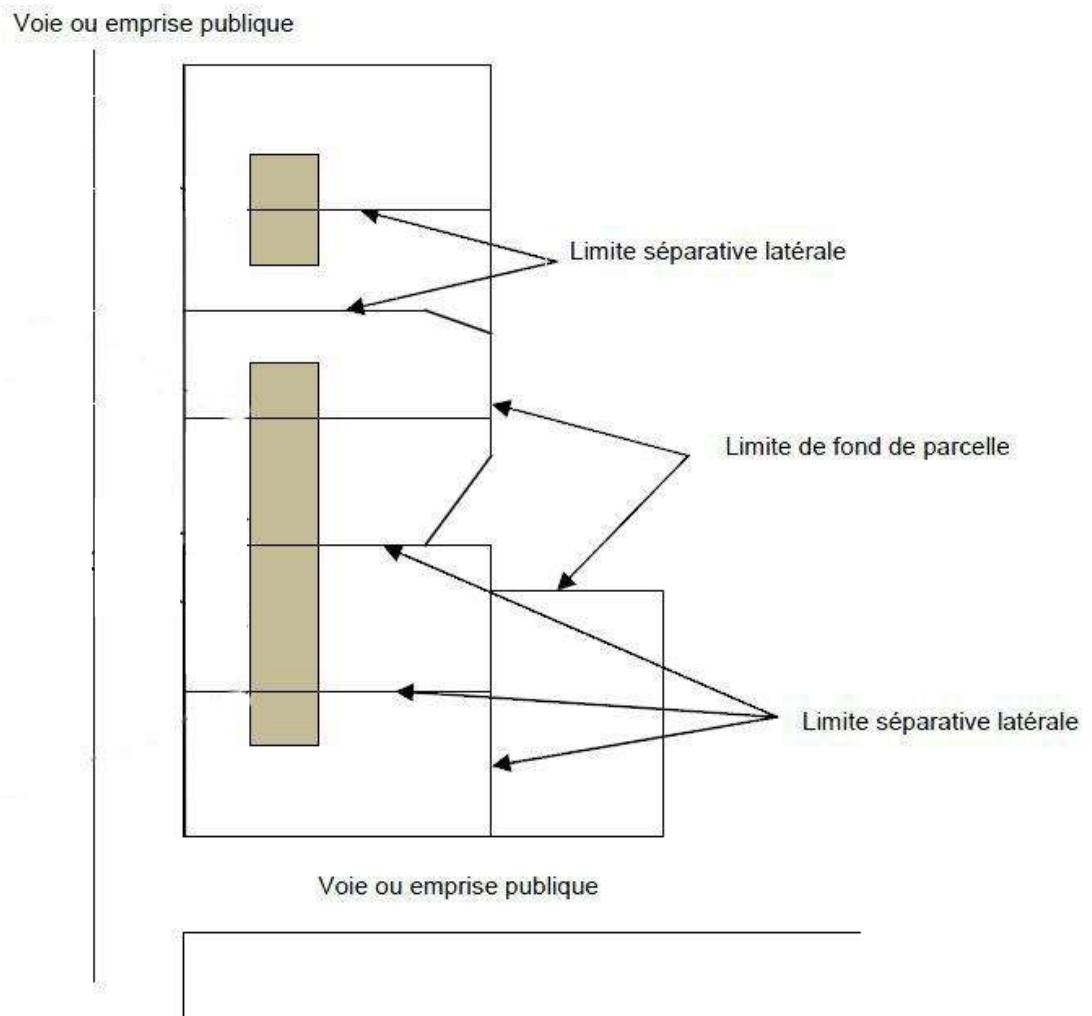 Voie ou emprise publique
Limite séparative latérale
Limite de fond de parcelle
Limite séparative latérale
Voie ou emprise publique